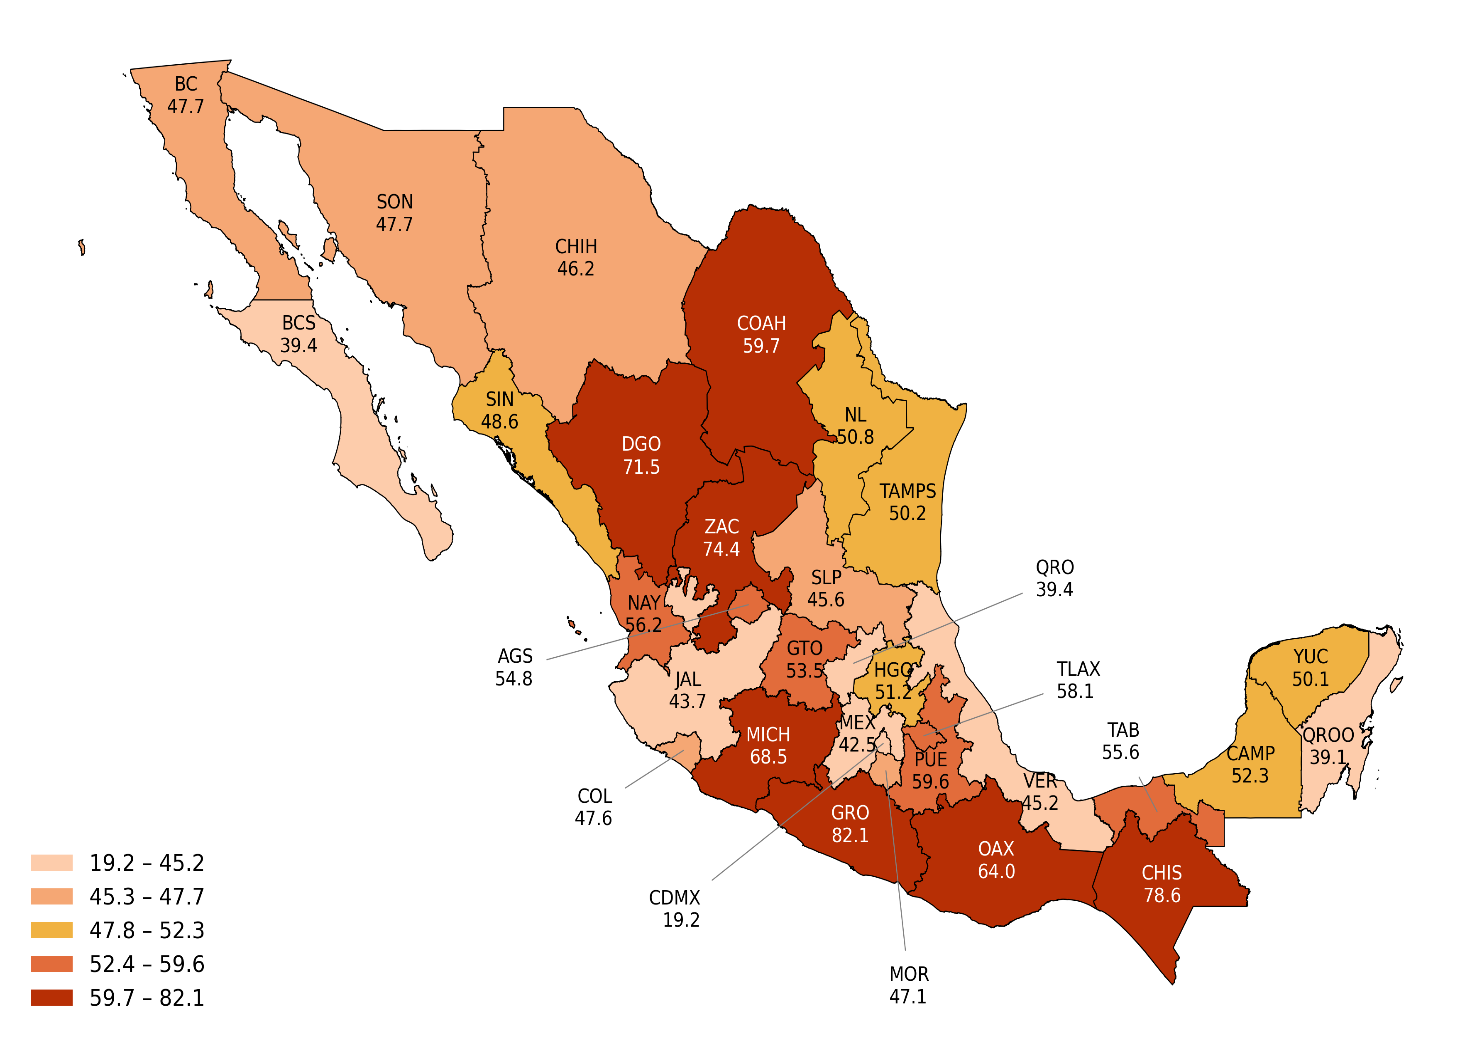 BC
47.7
SON
47.7
CHIH
46.2
BCS
39.4
COAH
59.7
SIN
48.6
NL
50.8
DGO
71.5
TAMPS
50.2
ZAC
74.4
SLP
45.6
QRO
39.4
NAY
56.2
AGS
54.8
GTO
53.5
HGO
51.2
JAL
43.7
TLAX
58.1
YUC
50.1
MEX
42.5
MICH
68.5
PUE
59.6
TAB
55.6
QROO
39.1
CAMP
52.3
VER
45.2
COL
47.6
GRO
82.1
OAX
64.0
CHIS
78.6
CDMX
19.2
MOR
47.1
19.2 – 45.2
45.3 – 47.7
47.8 – 52.3
52.4 – 59.6
59.7 – 82.1